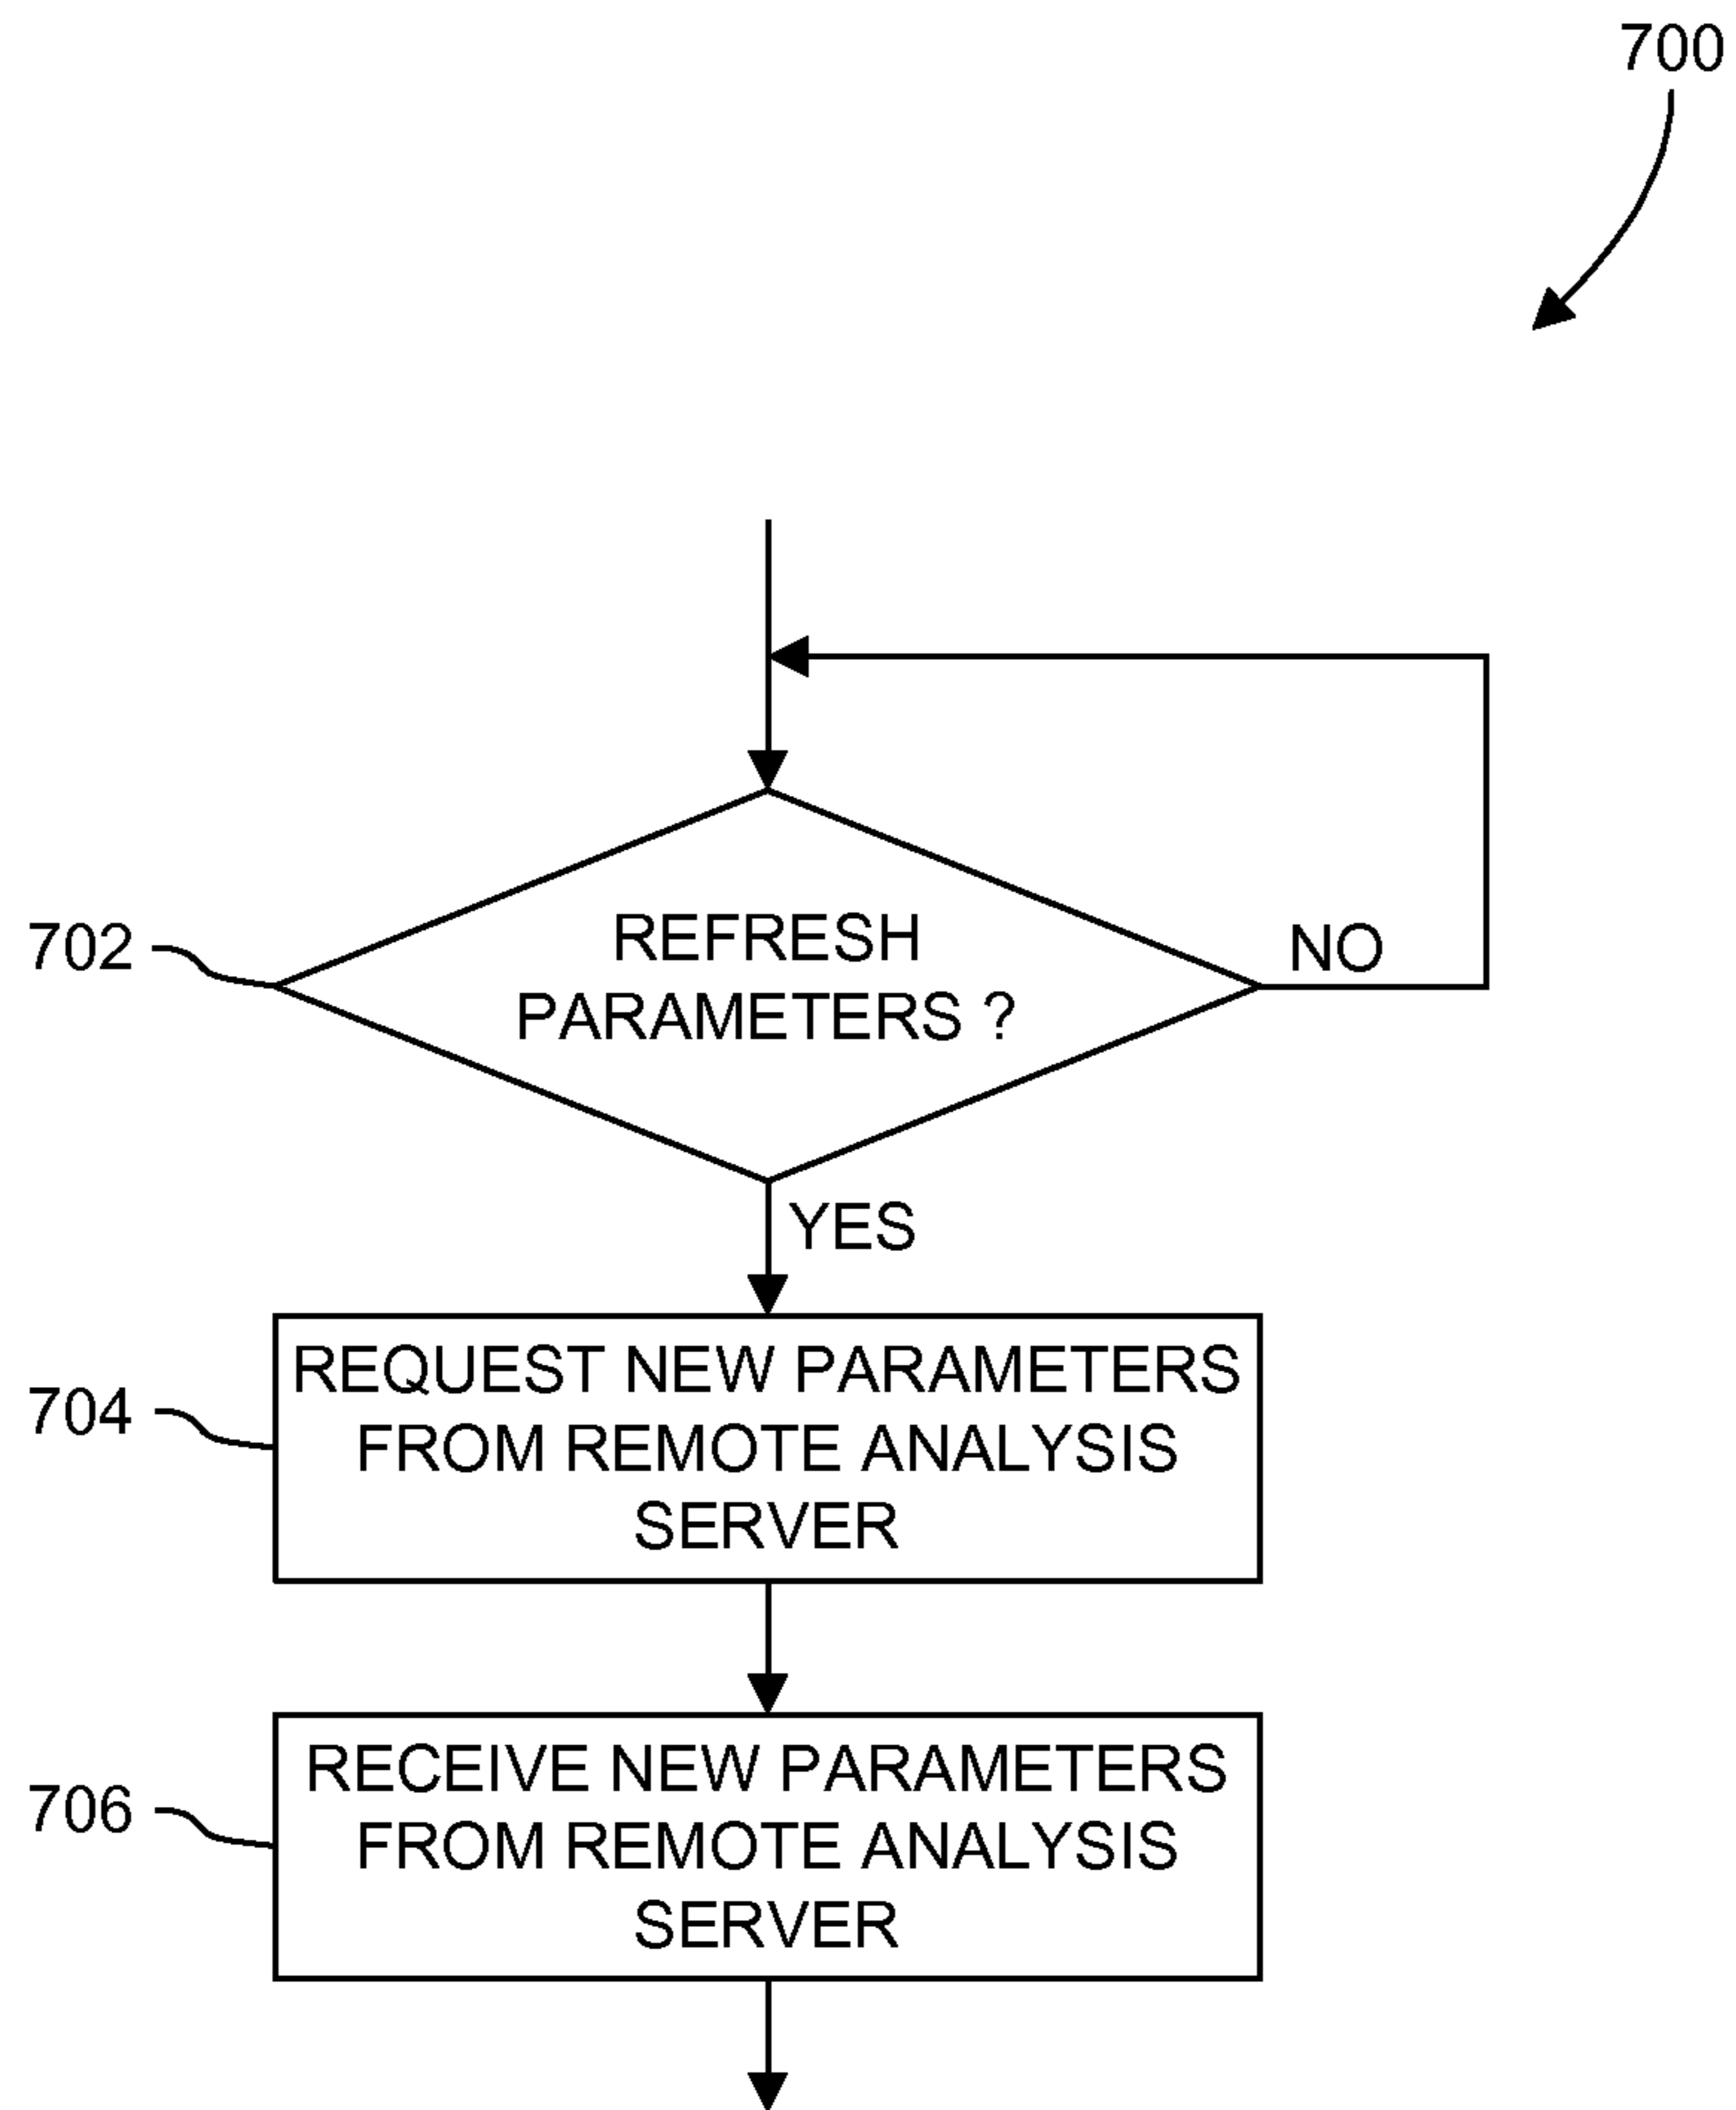 700
702
REFRESH
PARAMETERS ?
NO
YES
704
REQUEST NEW PARAMETERS
FROM REMOTE ANALYSIS
SERVER
706
RECEIVE NEW PARAMETERS
FROM REMOTE ANALYSIS
SERVER